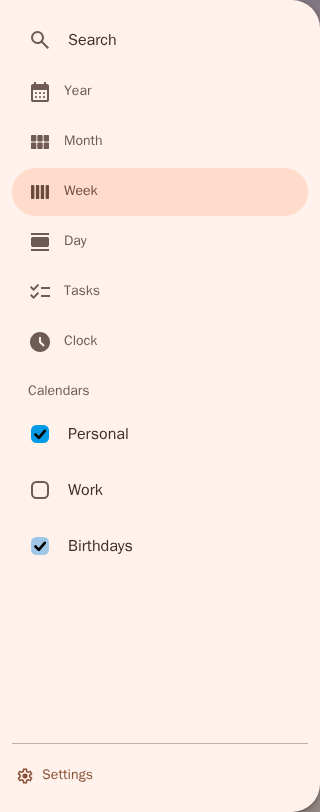 Search
Year
Month
Week
Day
Tasks
Clock
Calendars
Personal
Work
Birthdays
Settings